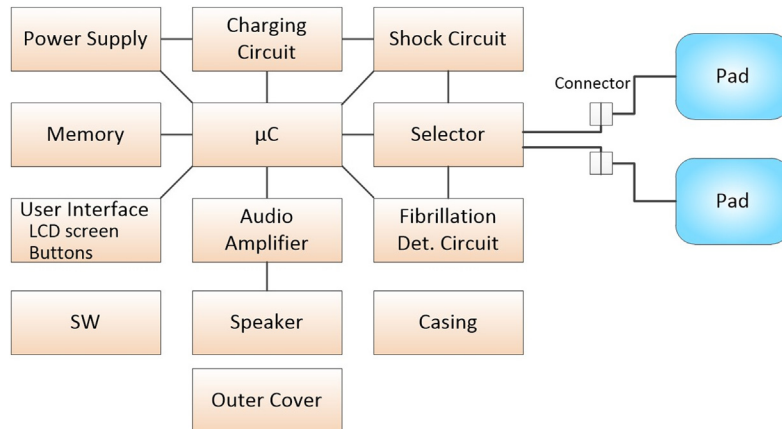 Power Supply
Charging
Circuit
Shock Circuit
Connector
Pad
Memory
µC
Selector
Pad
User Interface
LCD screen
Buttons
Audio
Amplifier
Fibrillation
Det. Circuit
SW
Speaker
Casing
Outer Cover